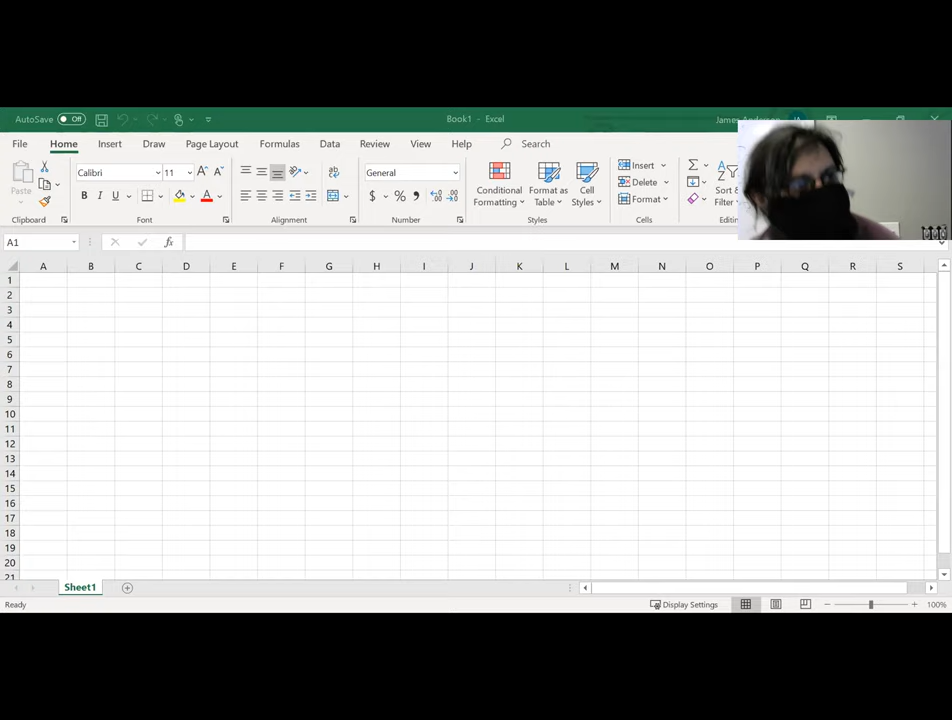 AutoSave Off Book1 - Excel
File Home Insert Draw Page Layout Formulas Data Review View Help Search
Paste
Calibri 11
B I U
A A
General
$ % ,
Conditional Formatting
Format as Table
Cell Styles
Insert
Delete
Format
Sort &
Filter
Clipboard Font Alignment Number Styles Cells
A1 fx
A B C D E F G H I J K L M N O P Q R S
1
2
3
4
5
6
7
8
9
10
11
12
13
14
15
16
17
18
19
20
21
Sheet1
Ready Display Settings 100%